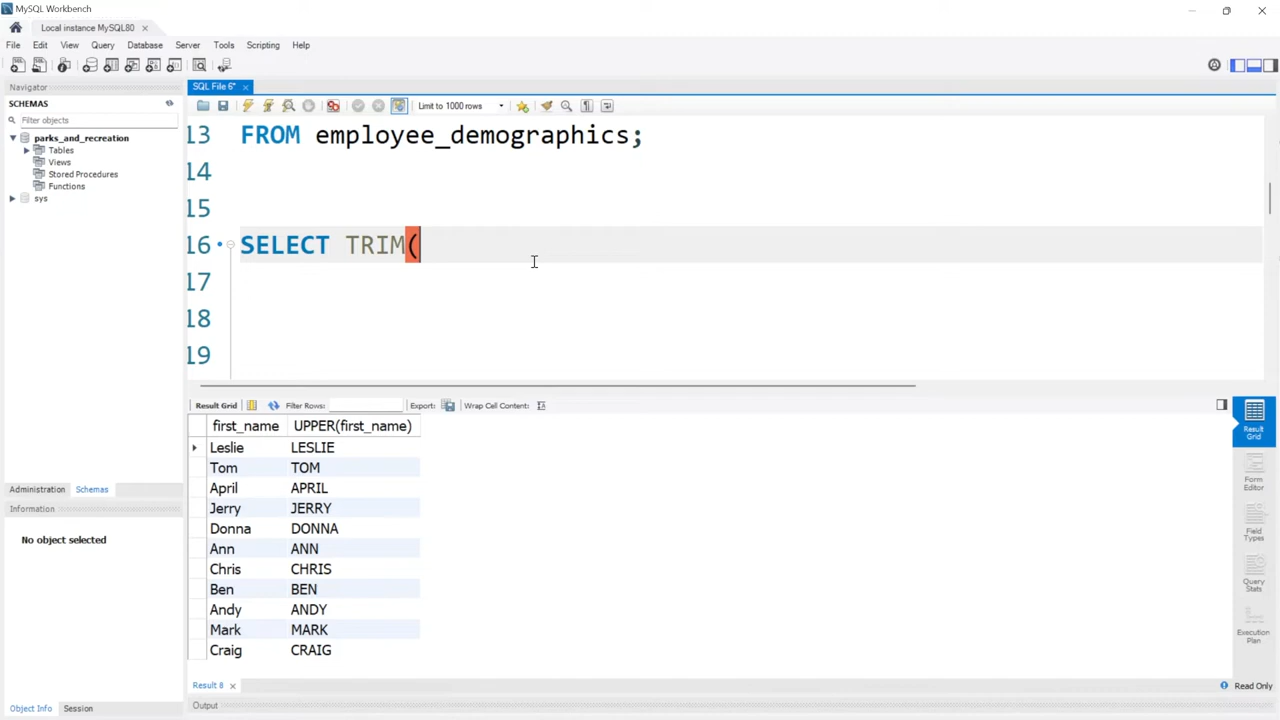 MySQL Workbench
Local instance MySQL80
File Edit View Query Database Server Tools Scripting Help
Navigator
SCHEMAS
Filter objects
parks_and_recreation
Tables
Views
Stored Procedures
Functions
sys
Administration Schemas
Information
No object selected
Object Info Session
SQL File 6*
Limit to 1000 rows
13 FROM employee_demographics;
14
15
16 SELECT TRIM(
17
18
19
Result Grid Filter Rows: Export: Wrap Cell Content:
first_name UPPER(first_name)
Leslie LESLIE
Tom TOM
April APRIL
Jerry JERRY
Donna DONNA
Ann ANN
Chris CHRIS
Ben BEN
Andy ANDY
Mark MARK
Craig CRAIG
Result Grid
Form Editor
Field Types
Query Stats
Execution Plan
Result 8
Read Only
Output